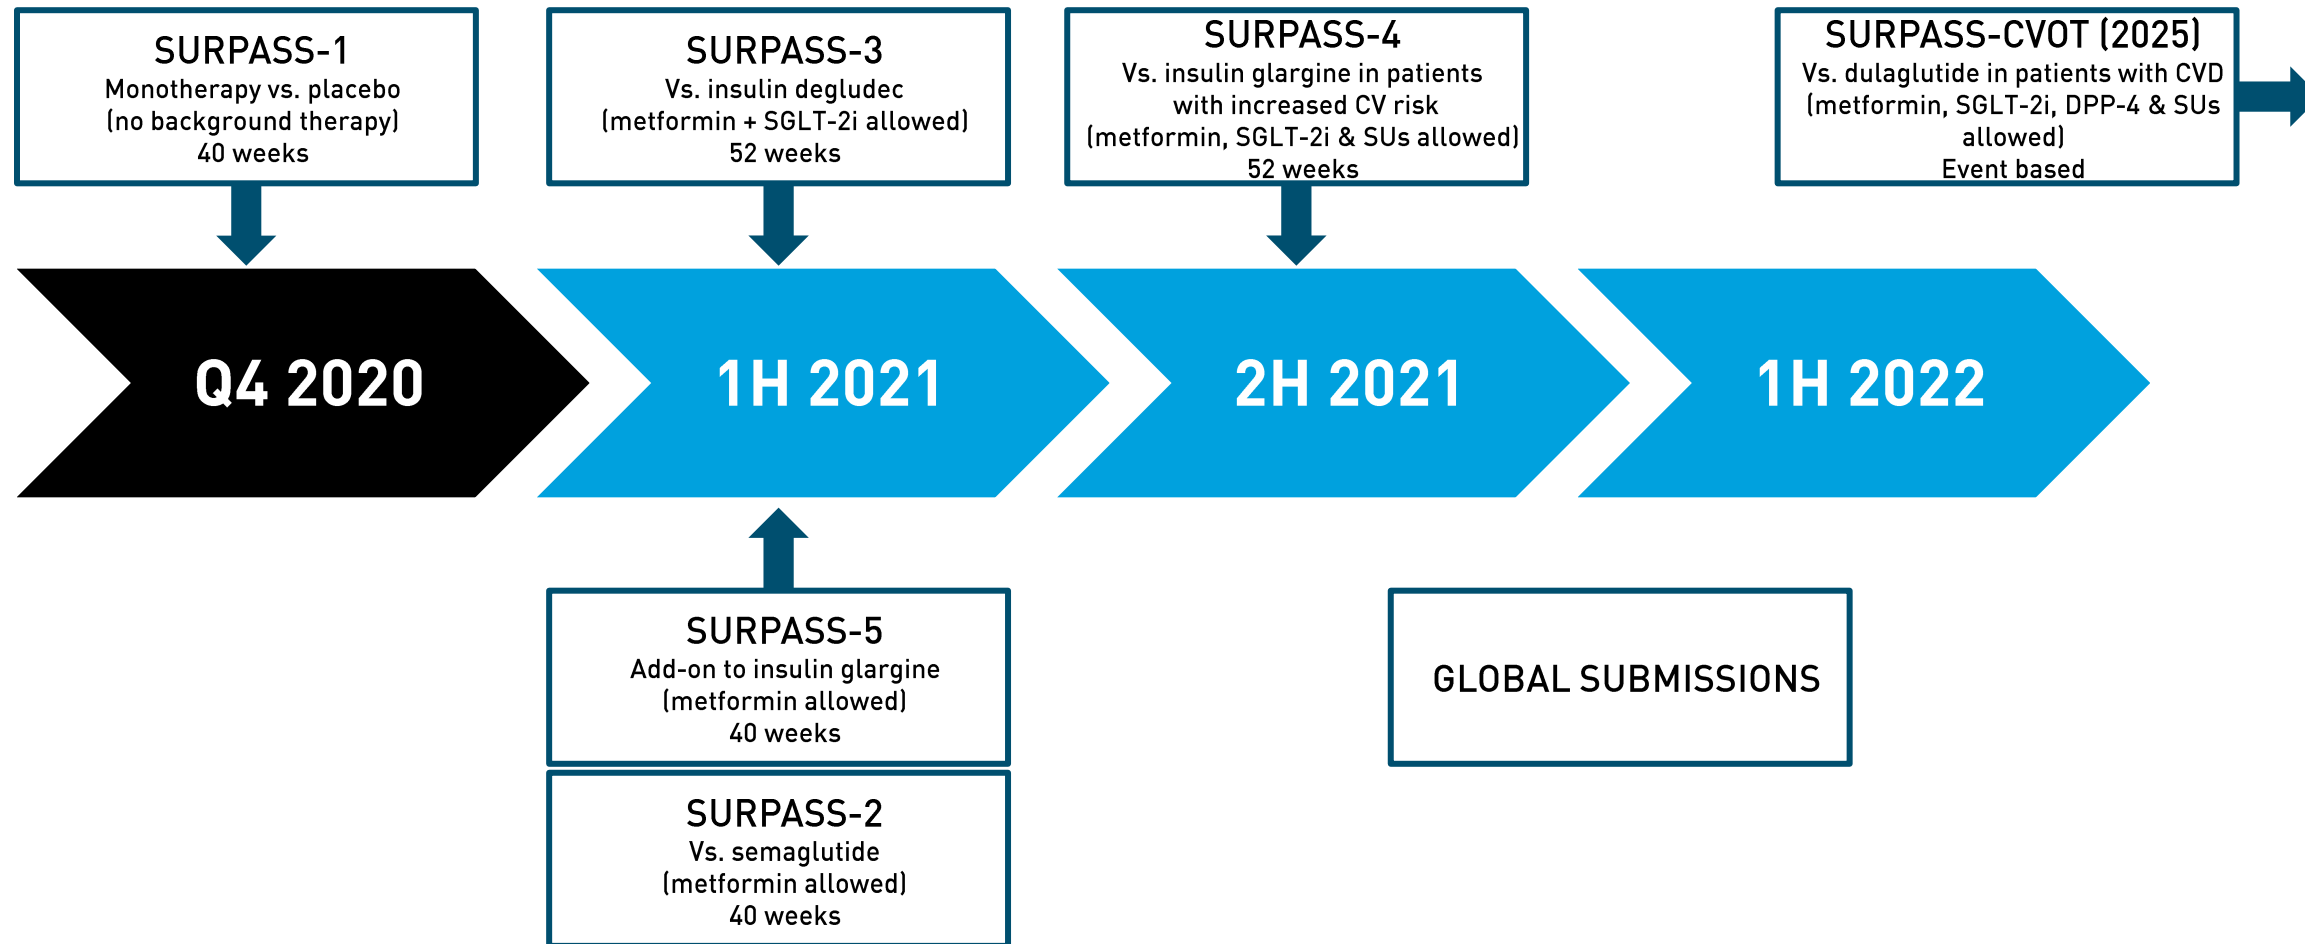 SURPASS-1
Monotherapy vs. placebo
(no background therapy)
40 weeks
SURPASS-3
Vs. insulin degludec
(metformin + SGLT-2i allowed)
52 weeks
SURPASS-4
Vs. insulin glargine in patients
with increased CV risk
(metformin, SGLT-2i & SUs allowed)
52 weeks
SURPASS-CVOT (2025)
Vs. dulaglutide in patients with CVD
(metformin, SGLT-2i, DPP-4 & SUs
allowed)
Event based
Q4 2020
1H 2021
2H 2021
1H 2022
SURPASS-5
Add-on to insulin glargine
(metformin allowed)
40 weeks
SURPASS-2
Vs. semaglutide
(metformin allowed)
40 weeks
GLOBAL SUBMISSIONS